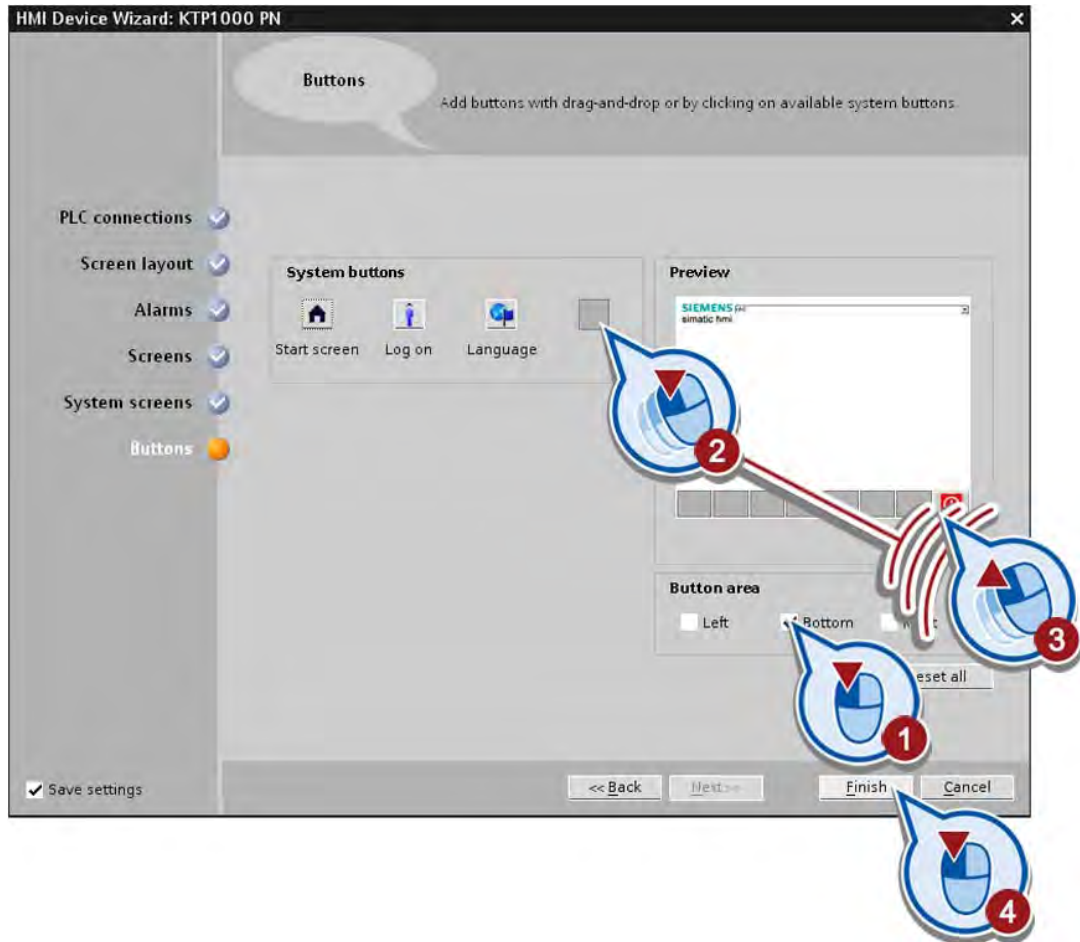 HMI Device Wizard: KTP1000 PN
Buttons
Add buttons with drag-and-drop or by clicking on available system buttons.
PLC connections
Screen layout
Alarms
Screens
System screens
Buttons
System buttons
Start screen Log on Language
Preview
SIEMENS
simatic hmi
2
Button area
Left Bottom
3
eset all
1
Save settings
<< Back Next >> Finish Cancel
4